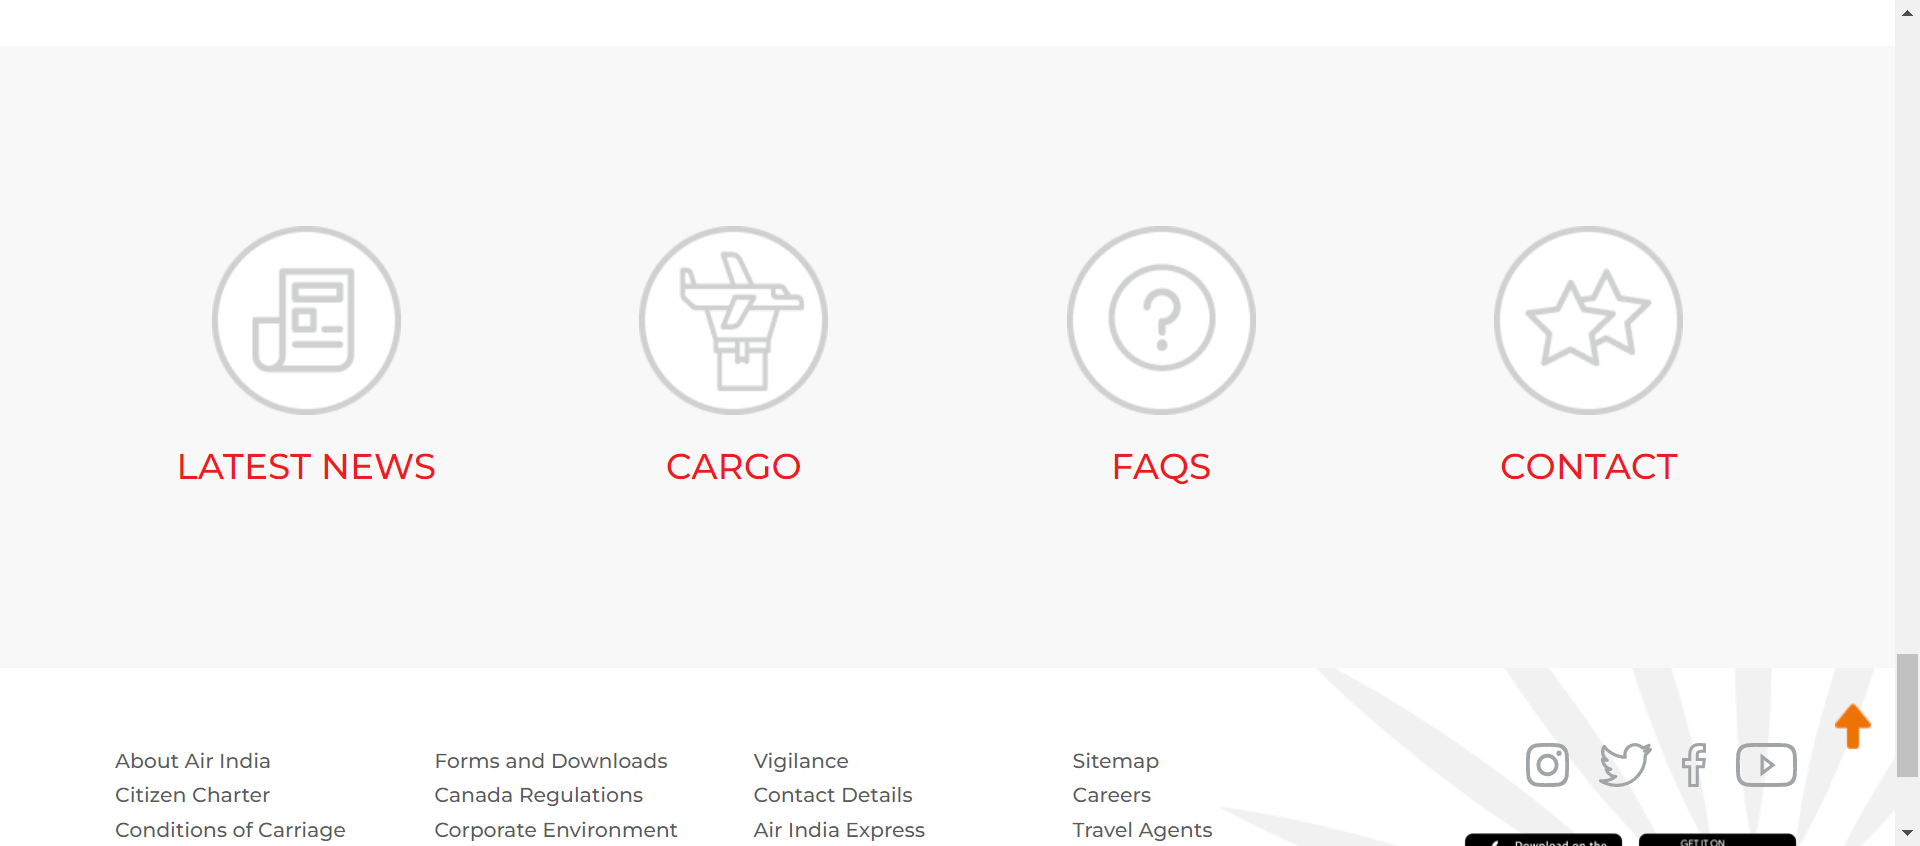 LATEST NEWS
CARGO
FAQS
CONTACT
About Air India
Citizen Charter
Conditions of Carriage
Forms and Downloads
Canada Regulations
Corporate Environment
Vigilance
Contact Details
Air India Express
Sitemap
Careers
Travel Agents
Download on the
GET IT ON